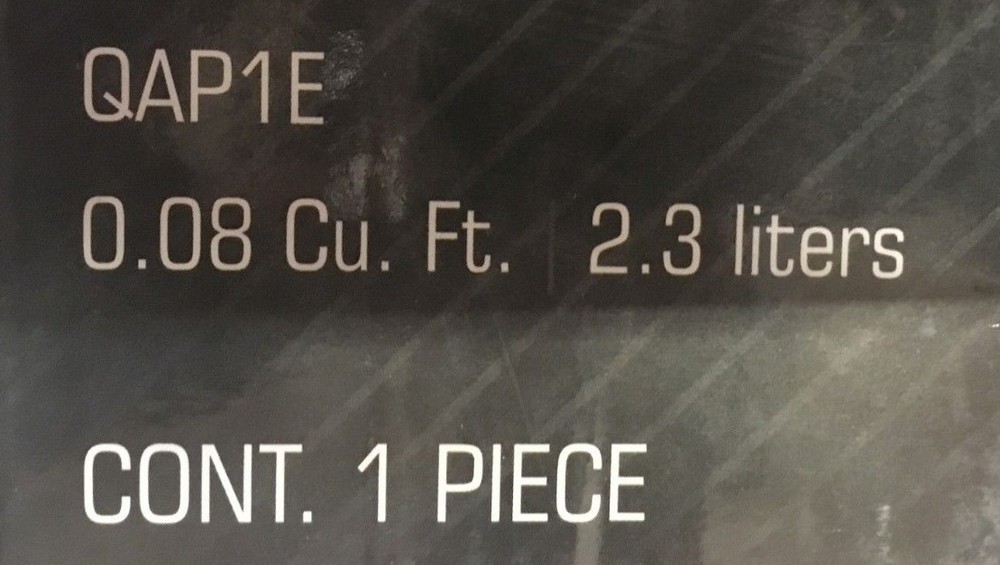 QAP1E
0.08 Cu. Ft. | 2.3 liters
CONT. 1 PIECE